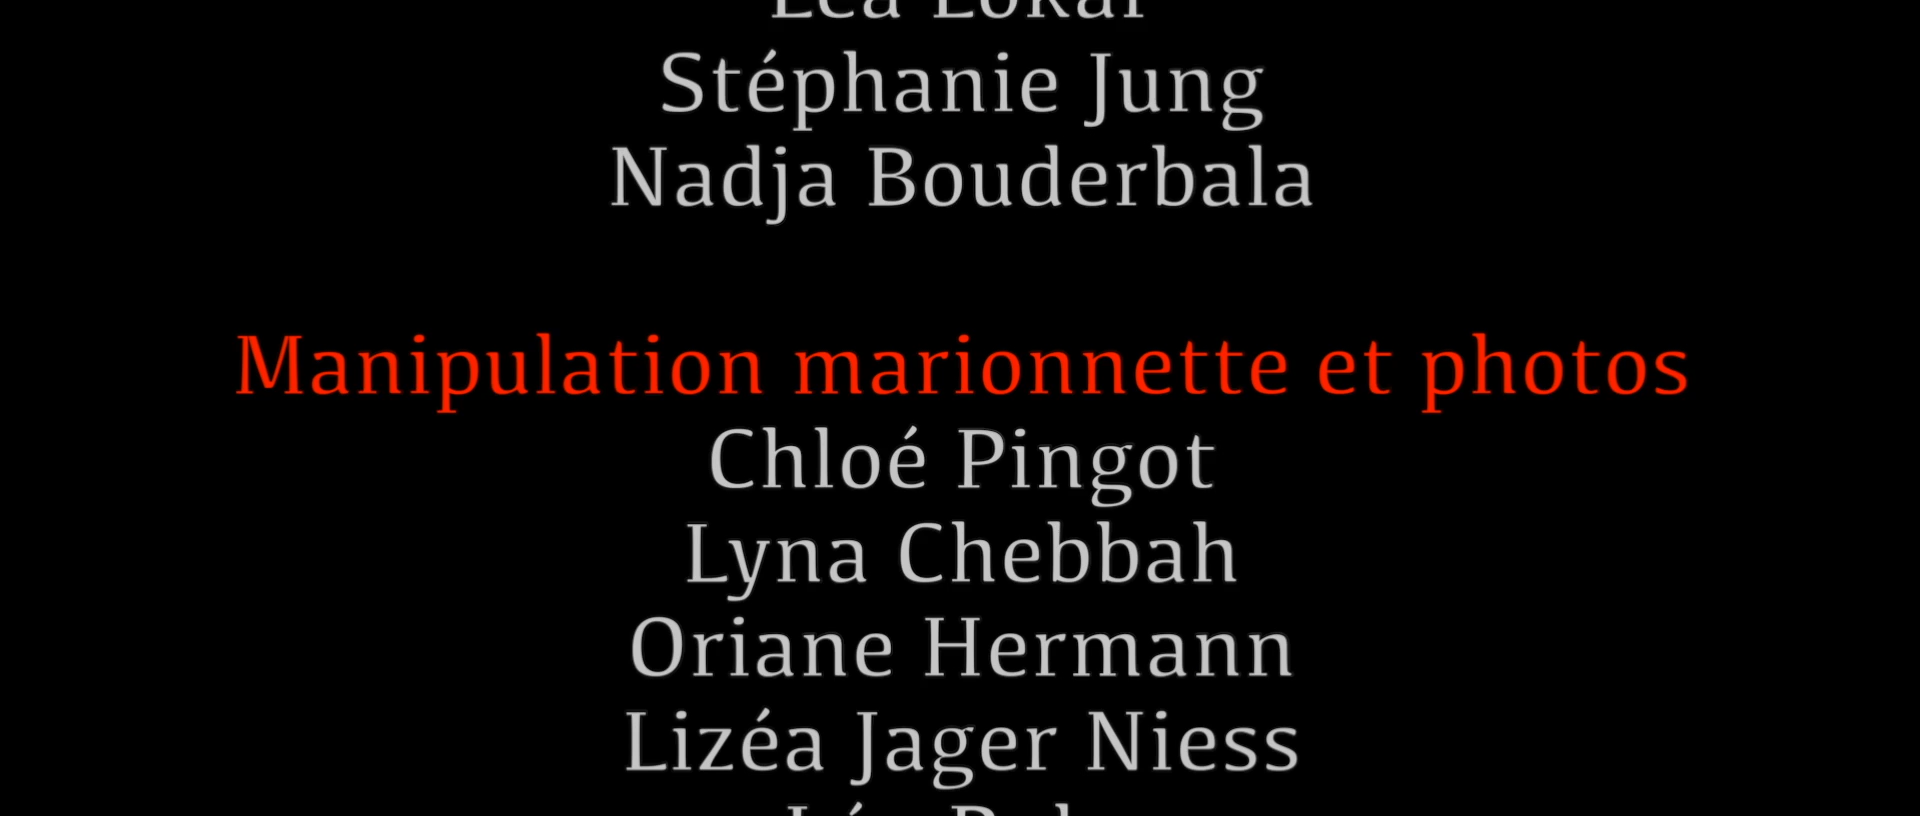 Stéphanie Jung
Nadja Bouderbala
Manipulation marionnette et photos
Chloé Pingot
Lyna Chebbah
Oriane Hermann
Lizéa Jager Niess